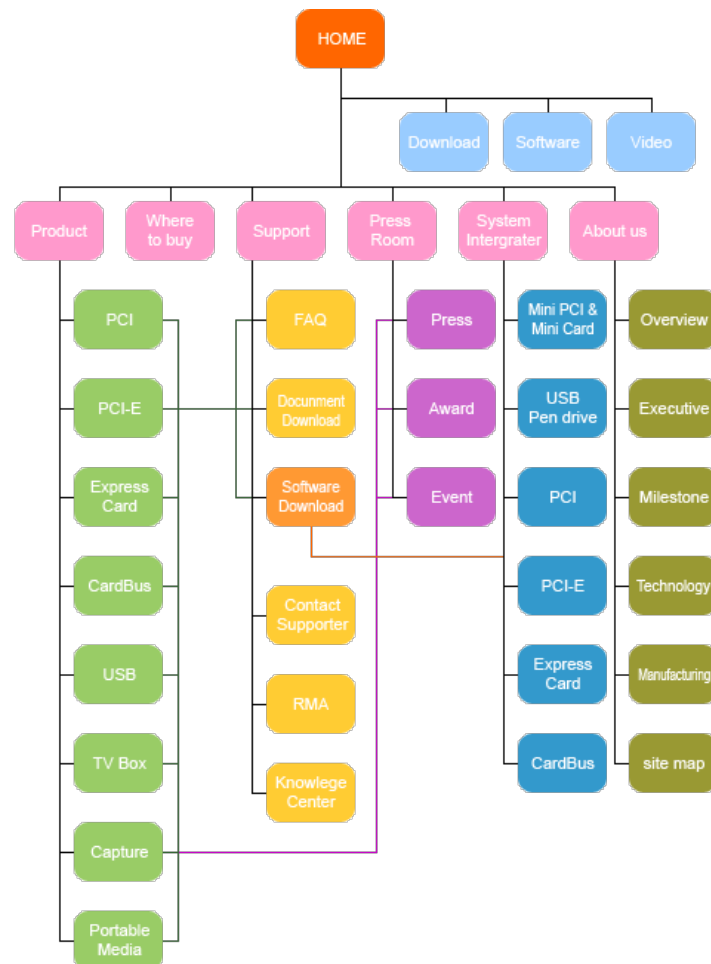 HOME
Download
Software
Video
Product
Where
to buy
Support
Press
Room
System
Intergrater
About us
PCI
FAQ
Press
Mini PCI &
Mini Card
Overview
PCI-E
Docunment
Download
Award
USB
Pen drive
Executive
Express
Card
Software
Download
Event
PCI
Milestone
CardBus
Contact
Supporter
PCI-E
Technology
USB
RMA
Express
Card
Manufacturing
TV Box
Knowlege
Center
CardBus
site map
Capture
Portable
Media